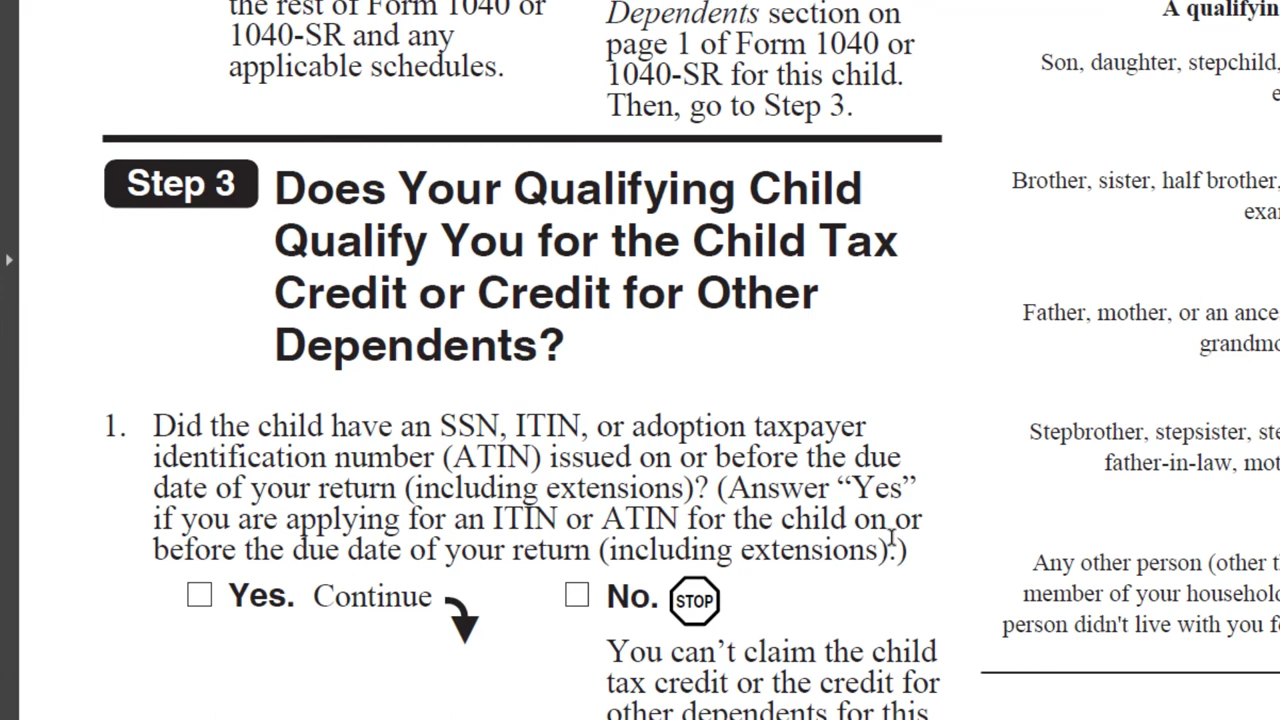 the rest of Form 1040 or
1040-SR and any
applicable schedules.
Dependents section on
page 1 of Form 1040 or
1040-SR for this child.
Then, go to Step 3.
Step 3
Does Your Qualifying Child
Qualify You for the Child Tax
Credit or Credit for Other
Dependents?
1. Did the child have an SSN, ITIN, or adoption taxpayer
identification number (ATIN) issued on or before the due
date of your return (including extensions)? (Answer “Yes”
if you are applying for an ITIN or ATIN for the child on or
before the due date of your return (including extensions).)
Yes. Continue
No. STOP
You can’t claim the child
tax credit or the credit for
other dependents for this
A
Son, daughter, stepchild,
Brother, sister, half brother,
Father, mother, or an
Stepbrother, stepsister,
father-in-law,
Any other person (other
member of your
person didn't live with you